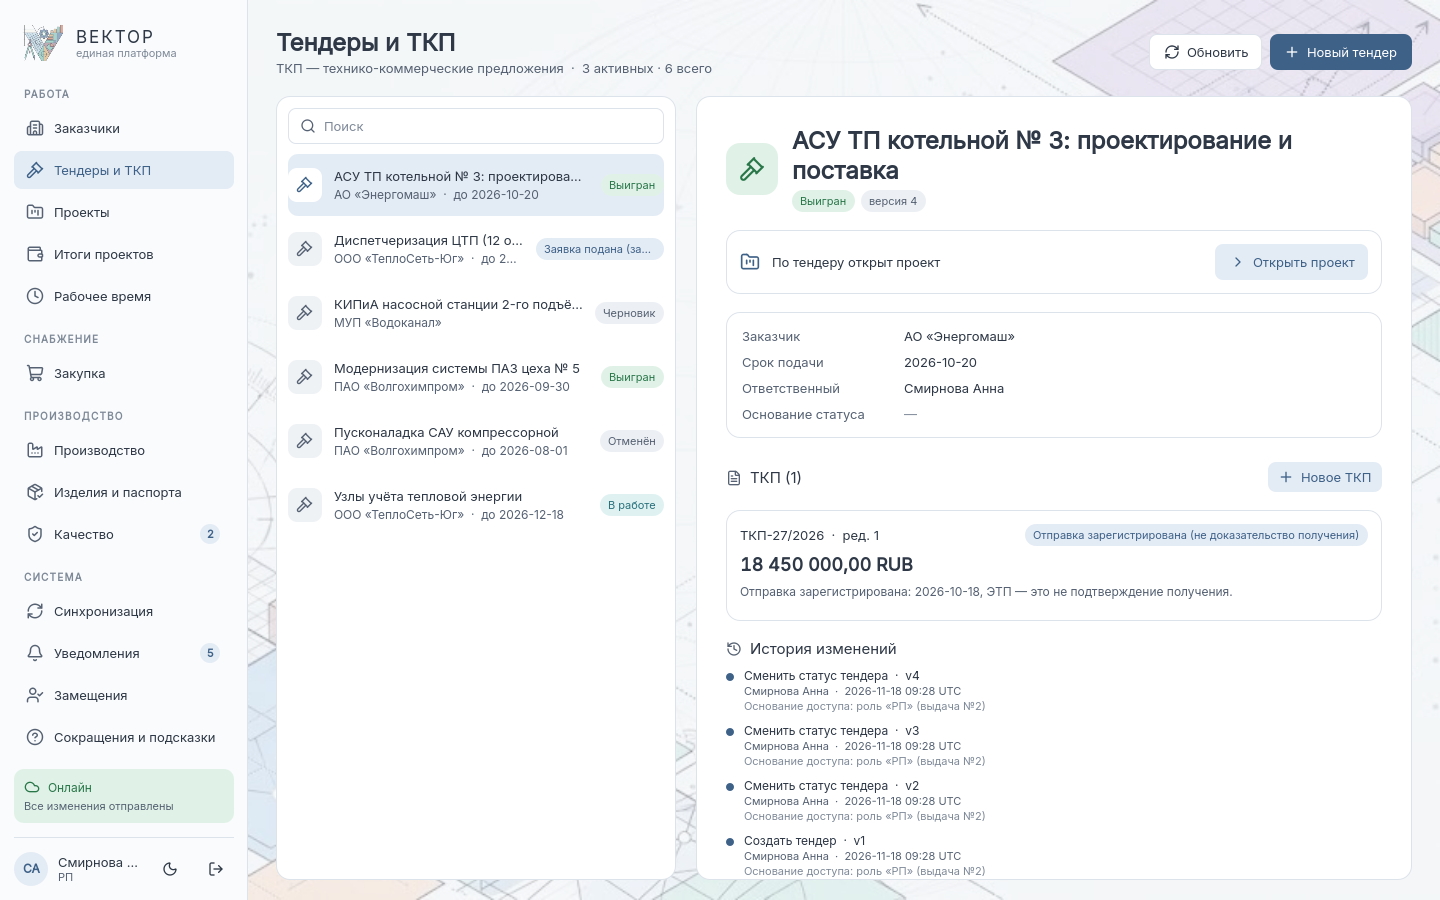 ВЕКТОР
единая платформа
РАБОТА
Заказчики
Тендеры и ТКП
Проекты
Итоги проектов
Рабочее время
СНАБЖЕНИЕ
Закупка
ПРОИЗВОДСТВО
Производство
Изделия и паспорта
Качество 2
СИСТЕМА
Синхронизация
Уведомления 5
Замещения
Сокращения и подсказки
Онлайн
Все изменения отправлены
СА
Смирнова ...
РП
Тендеры и ТКП
ТКП — технико-коммерческие предложения · 3 активных · 6 всего
Обновить
Новый тендер
Поиск
АСУ ТП котельной № 3: проектирова...
АО «Энергомаш» · до 2026-10-20
Выигран
Диспетчеризация ЦТП (12 о...
ООО «ТеплоСеть-Юг» · до 2...
Заявка подана (за...
КИПиА насосной станции 2-го подъё...
МУП «Водоканал»
Черновик
Модернизация системы ПАЗ цеха № 5
ПАО «Волгохимпром» · до 2026-09-30
Выигран
Пусконаладка САУ компрессорной
ПАО «Волгохимпром» · до 2026-08-01
Отменён
Узлы учёта тепловой энергии
ООО «ТеплоСеть-Юг» · до 2026-12-18
В работе
АСУ ТП котельной № 3: проектирование и
поставка
Выигран версия 4
По тендеру открыт проект
Открыть проект
Заказчик АО «Энергомаш»
Срок подачи 2026-10-20
Ответственный Смирнова Анна
Основание статуса —
ТКП (1)
Новое ТКП
ТКП-27/2026 · ред. 1
Отправка зарегистрирована (не доказательство получения)
18 450 000,00 RUB
Отправка зарегистрирована: 2026-10-18, ЭТП — это не подтверждение получения.
История изменений
Сменить статус тендера · v4
Смирнова Анна · 2026-11-18 09:28 UTC
Основание доступа: роль «РП» (выдача №2)
Сменить статус тендера · v3
Смирнова Анна · 2026-11-18 09:28 UTC
Основание доступа: роль «РП» (выдача №2)
Сменить статус тендера · v2
Смирнова Анна · 2026-11-18 09:28 UTC
Основание доступа: роль «РП» (выдача №2)
Создать тендер · v1
Смирнова Анна · 2026-11-18 09:28 UTC
Основание доступа: роль «РП» (выдача №2)